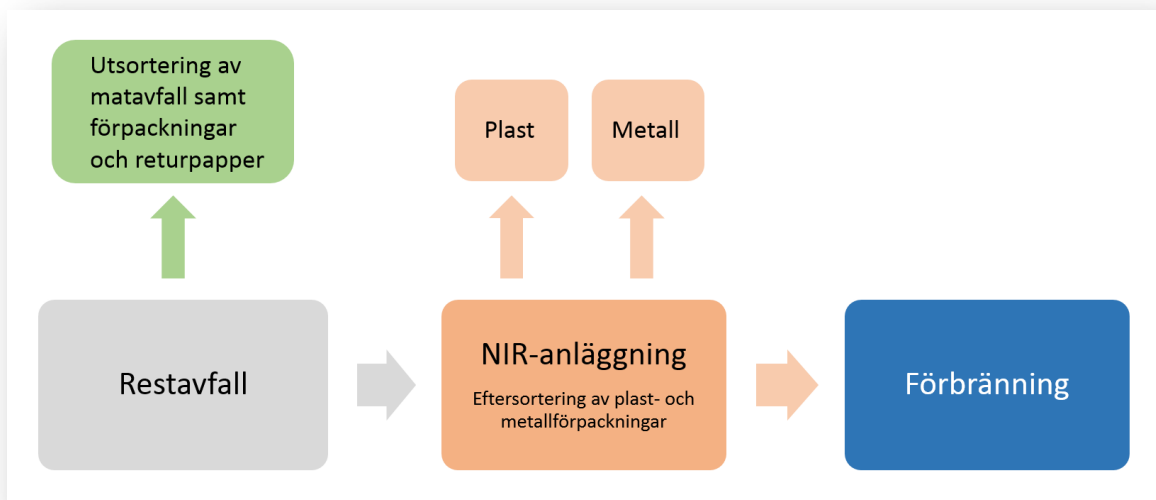 Utsortering av
matavfall samt
förpackningar
och returpapper
Plast
Metall
Restavfall
NIR-anläggning
Eftersortering av plast- och
metallförpackningar
Förbränning